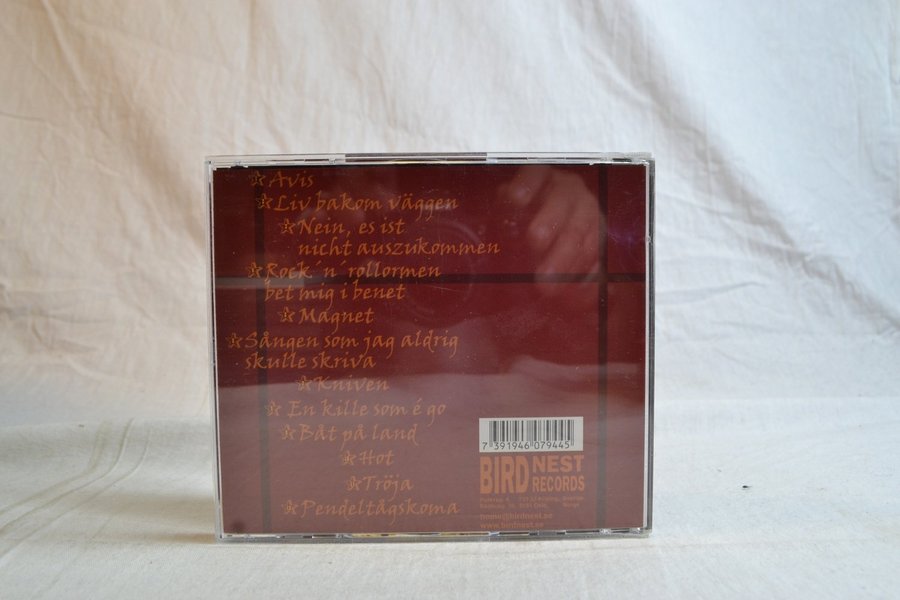 Avis
Liv bakom väggen
Nein, es ist
nicht auszukommen
Rock ´n´ rollormen
bet mig i benet
Magnet
Sången som jag aldrig
skulle skriva
Kniven
En kille som é go
Båt på land
Hot
Tröja
Pendeltågskoma
7 391946 079445
BIRD NEST
RECORDS
www.birdnest.se